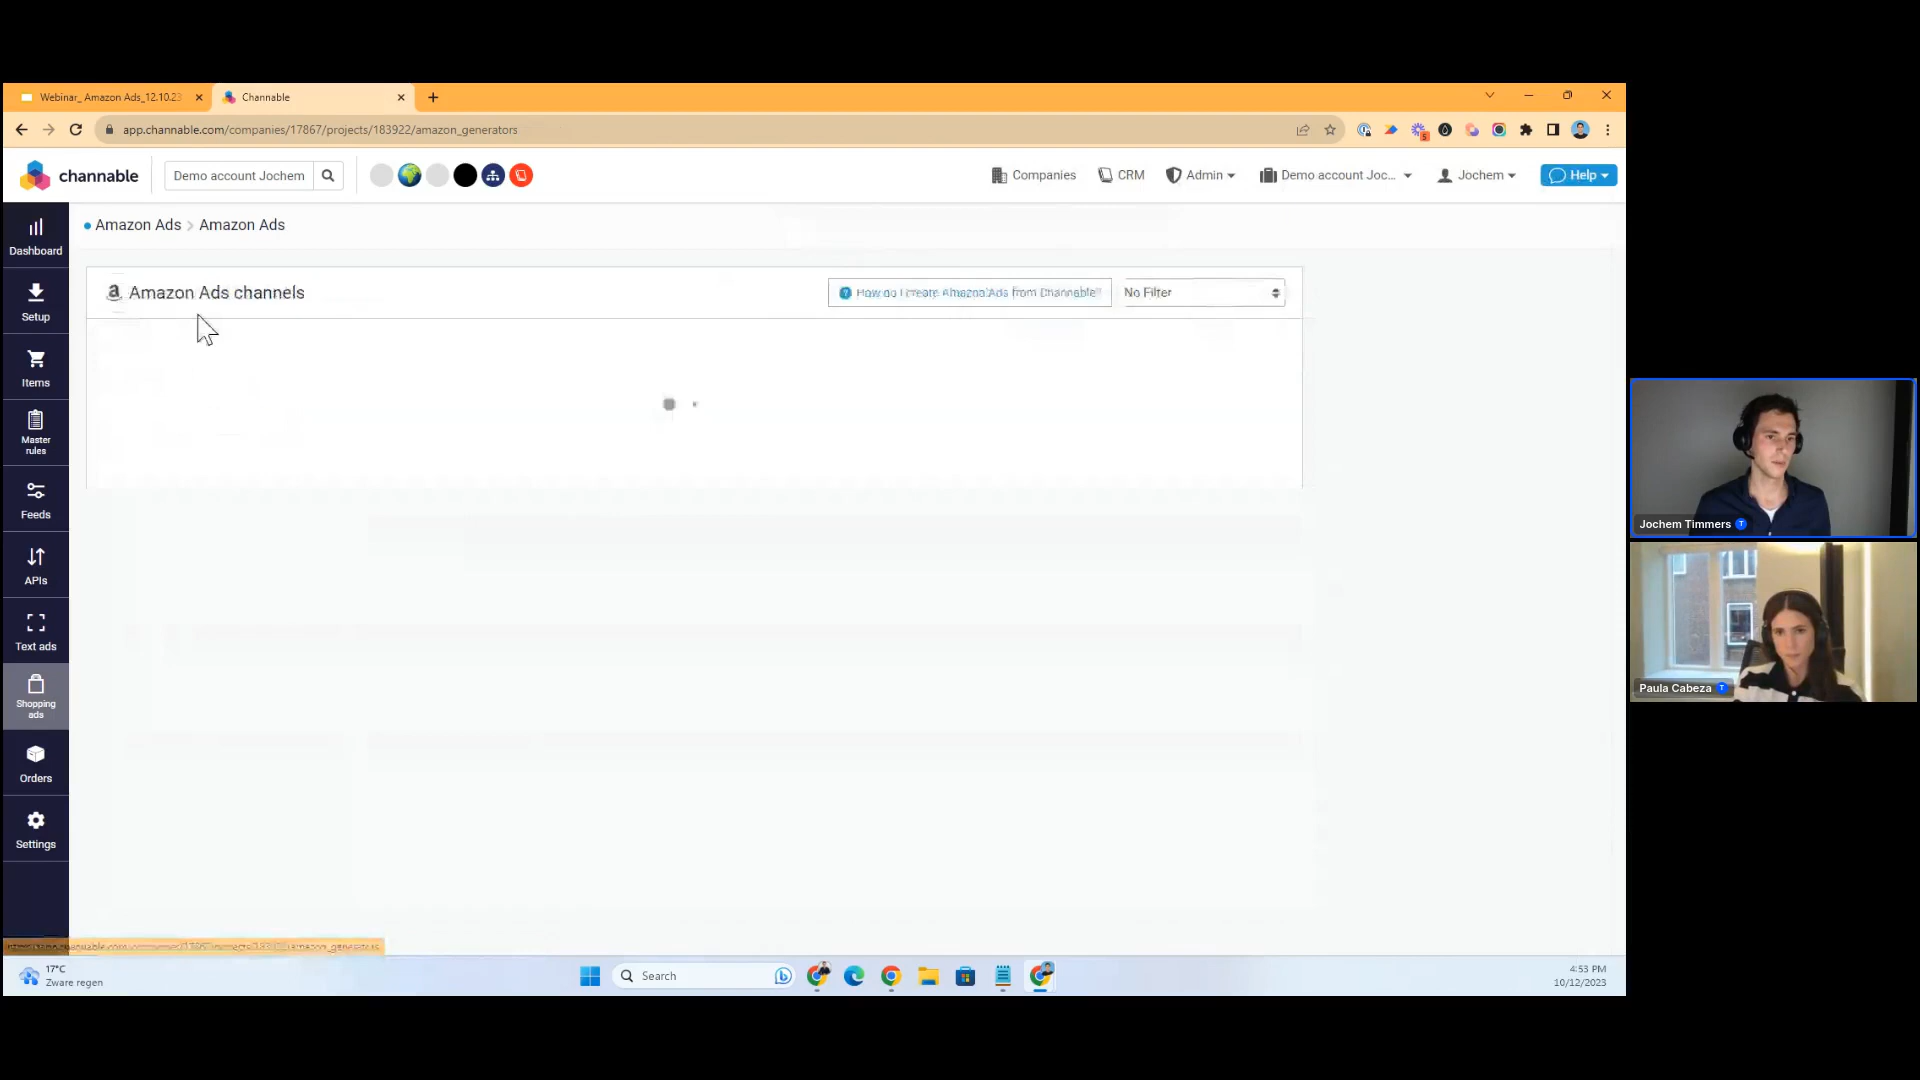 Webinar_ Amazon Ads_12.10.23
Channable
app.channable.com/companies/17867/projects/183922/amazon_generators
5
channable
Demo account Jochem
Companies
CRM
Admin
Demo account Joc...
Jochem
Help
Dashboard
Amazon Ads > Amazon Ads
Amazon Ads channels
How do I create Amazon Ads from Channable?
No Filter
Setup
Items
Master
rules
Feeds
APIs
Text ads
Shopping
ads
Orders
Settings
Jochem Timmers
Paula Cabeza
17°C
Zware regen
Search
4:53 PM
10/12/2023